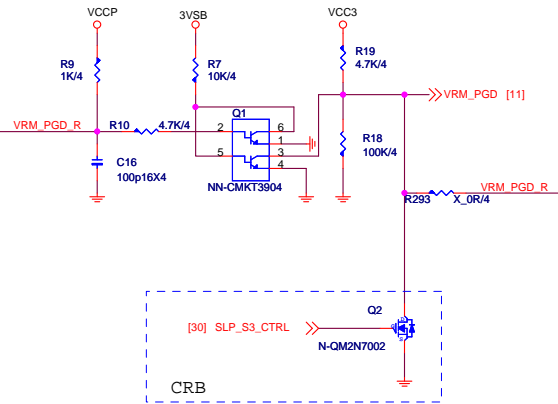 VCCP
3VSB
VCC3
R9
1K/4
R7
10K/4
R19
4.7K/4
VRM_PGD [11]
VRM_PGD_R
R10
4.7K/4
Q1
2
6
1
5
3
4
NN-CMKT3904
C16
100p16X4
R18
100K/4
R293
X_0R/4
VRM_PGD_R
Q2
[30] SLP_S3_CTRL
N-QM2N7002
CRB